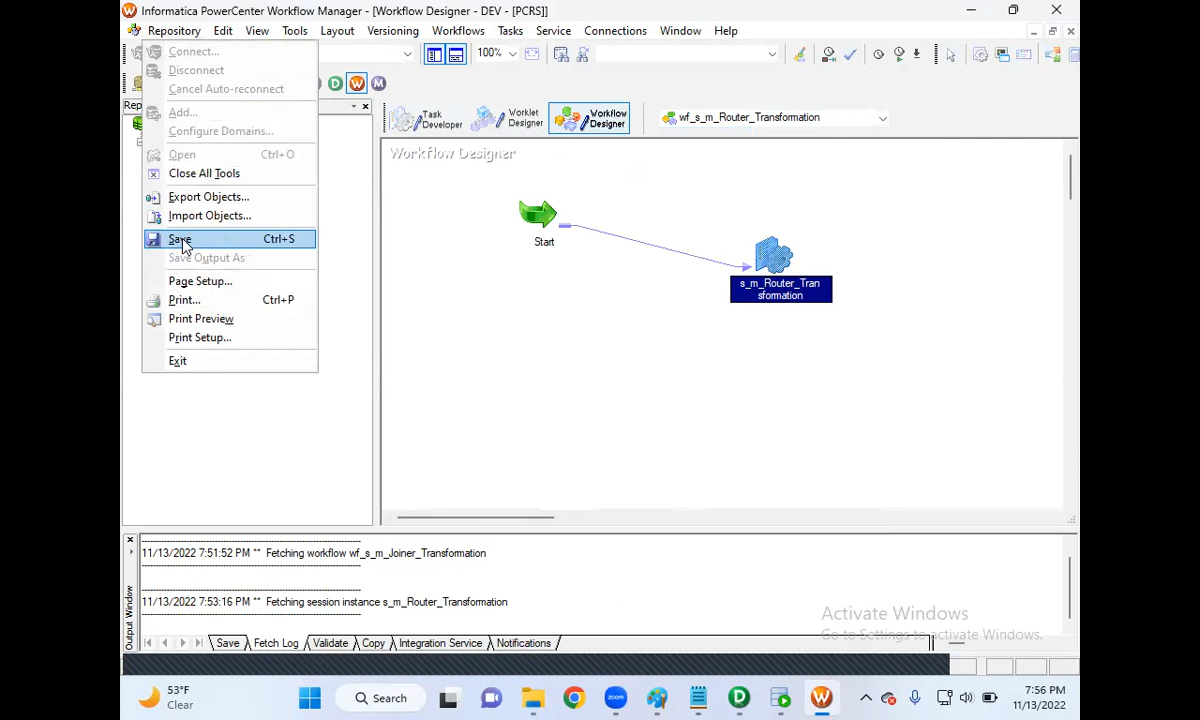 Informatica PowerCenter Workflow Manager - [Workflow Designer - DEV - [PCRS]]
Repository Edit View Tools Layout Versioning Workflows Tasks Service Connections Window Help
Connect...
Disconnect
Cancel Auto-reconnect
Add...
Configure Domains...
Open Ctrl+O
Close All Tools
Export Objects...
Import Objects...
Save Ctrl+S
Save Output As
Page Setup...
Print... Ctrl+P
Print Preview
Print Setup...
Exit
100%
D W M
Task Developer
Worklet Designer
Workflow Designer
wf_s_m_Router_Transformation
Workflow Designer
Start
s_m_Router_Tran
sformation
11/13/2022 7:51:52 PM ** Fetching workflow wf_s_m_Joiner_Transformation
11/13/2022 7:53:16 PM ** Fetching session instance s_m_Router_Transformation
Output Window
Save Fetch Log Validate Copy Integration Service Notifications
Activate Windows
Go to Settings to activate Windows.
53°F
Clear
Search
7:56 PM
11/13/2022